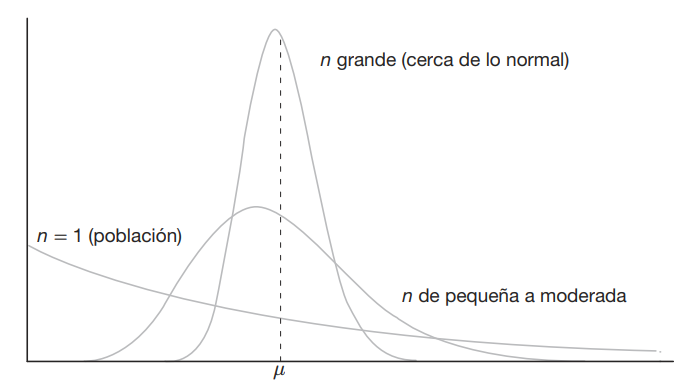 n grande (cerca de lo normal)
n = 1 (población)
n de pequeña a moderada
μ